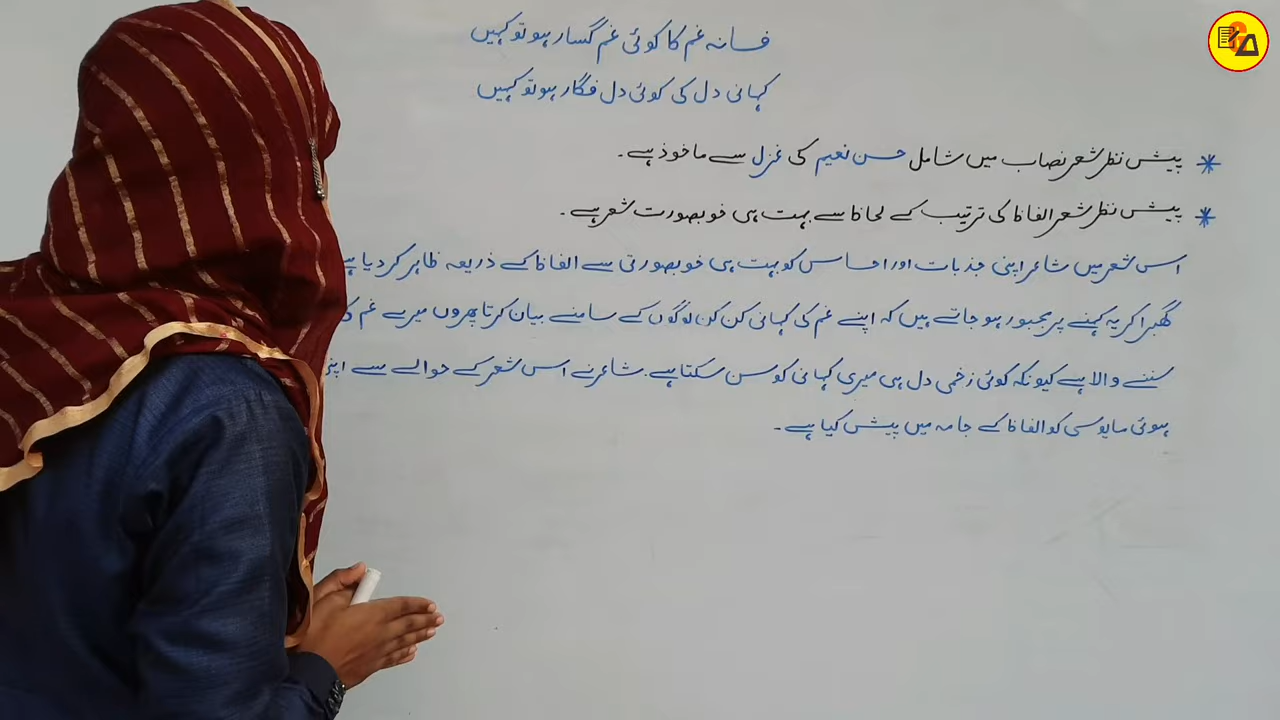 فسانہ غم کا کوئی غم گسار ہو تو کہیں
کہانی دل کی کوئی دل فگار ہو تو کہیں
پیش نظر شعر نصاب میں شامل حسن نعیم کی غزل سے ماخوذ ہے۔
پیش نظر شعر الفاظ کی ترتیب کے لحاظ سے بہت ہی خوبصورت شعر ہے۔
اس شعر میں شاعر اپنی جذبات اور احساس کو بہت ہی خوبصورتی سے الفاظ کے ذریعہ ظاہر کر دیا
گھبرا کر یہ کہنے پر مجبور ہو جاتے ہیں کہ اپنے غم کی کہانی کن کن لوگوں کے سامنے بیان کرتا پھروں میرے غم
سننے والا ہے کیونکہ کوئی زخمی دل ہی میری کہانی کو سن سکتا ہے۔ شاعر نے اس شعر کے حوالے سے
ہوئی مایوسی کو الفاظ کے جامہ میں پیش کیا ہے۔